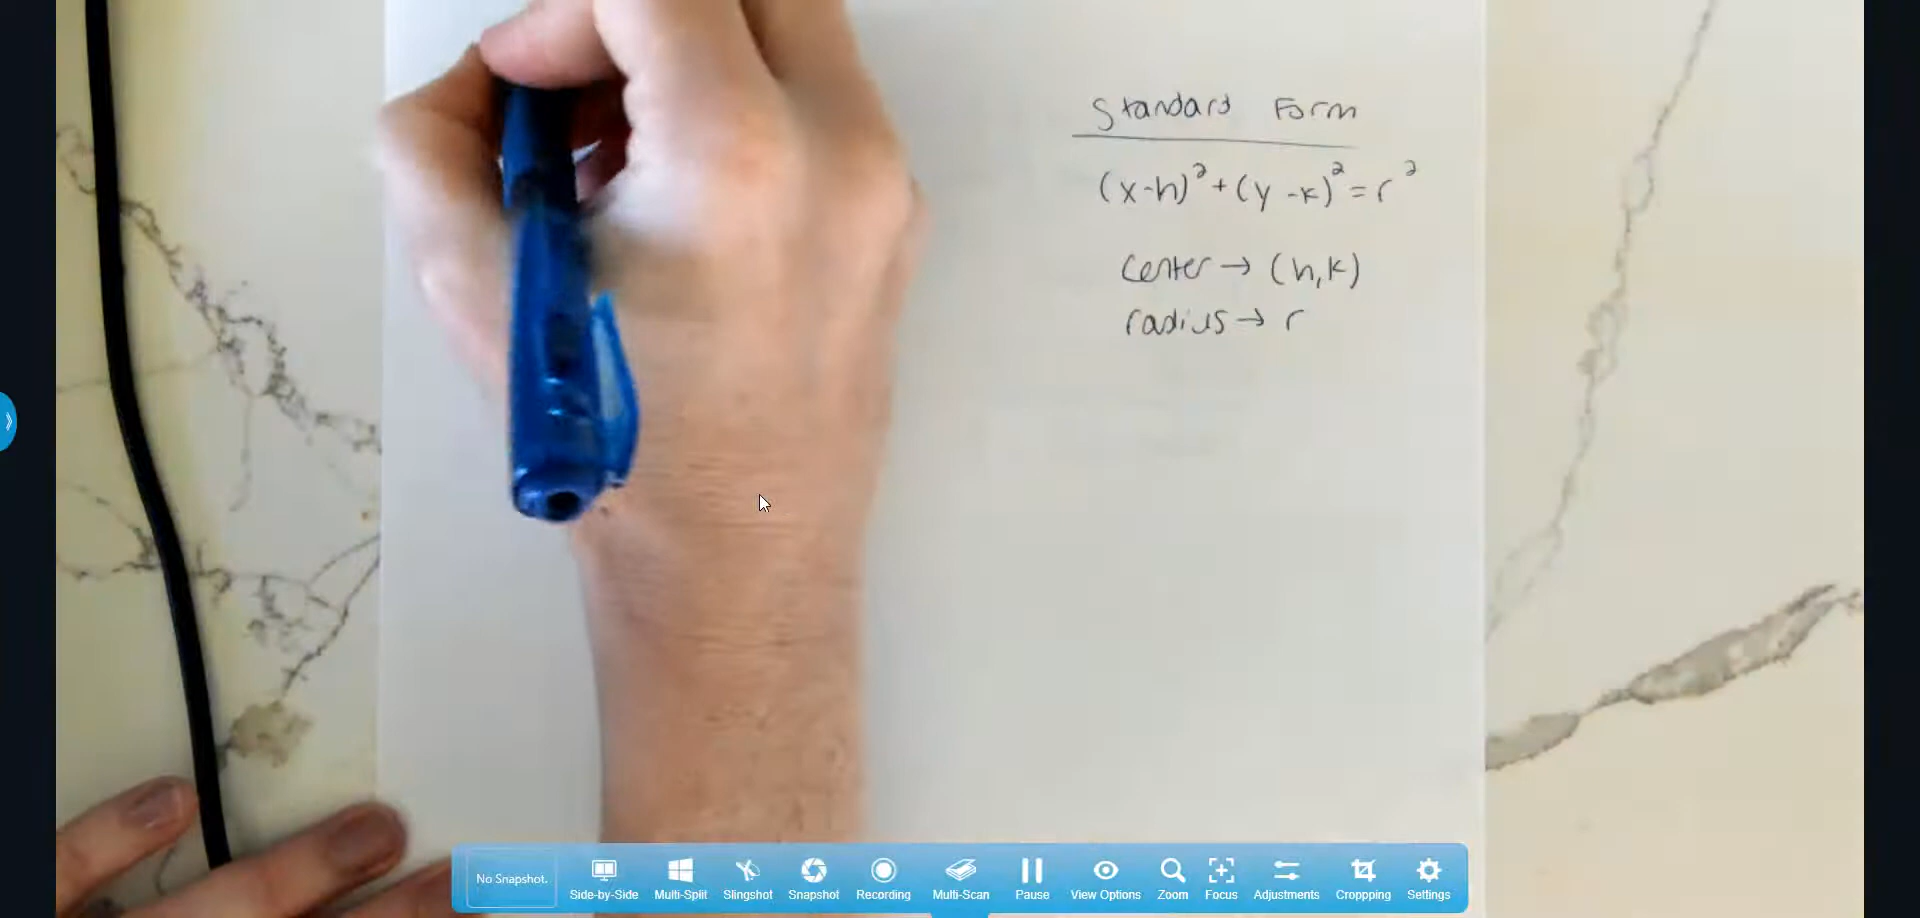 Standard Form
(x-h)²+(y-k)²=r²
center→(h,k)
radius→r
No Snapshot.
Side-by-Side
Multi-Split
Slingshot
Snapshot
Recording
Multi-Scan
Pause
View Options
Zoom
Focus
Adjustments
Croppping
Settings